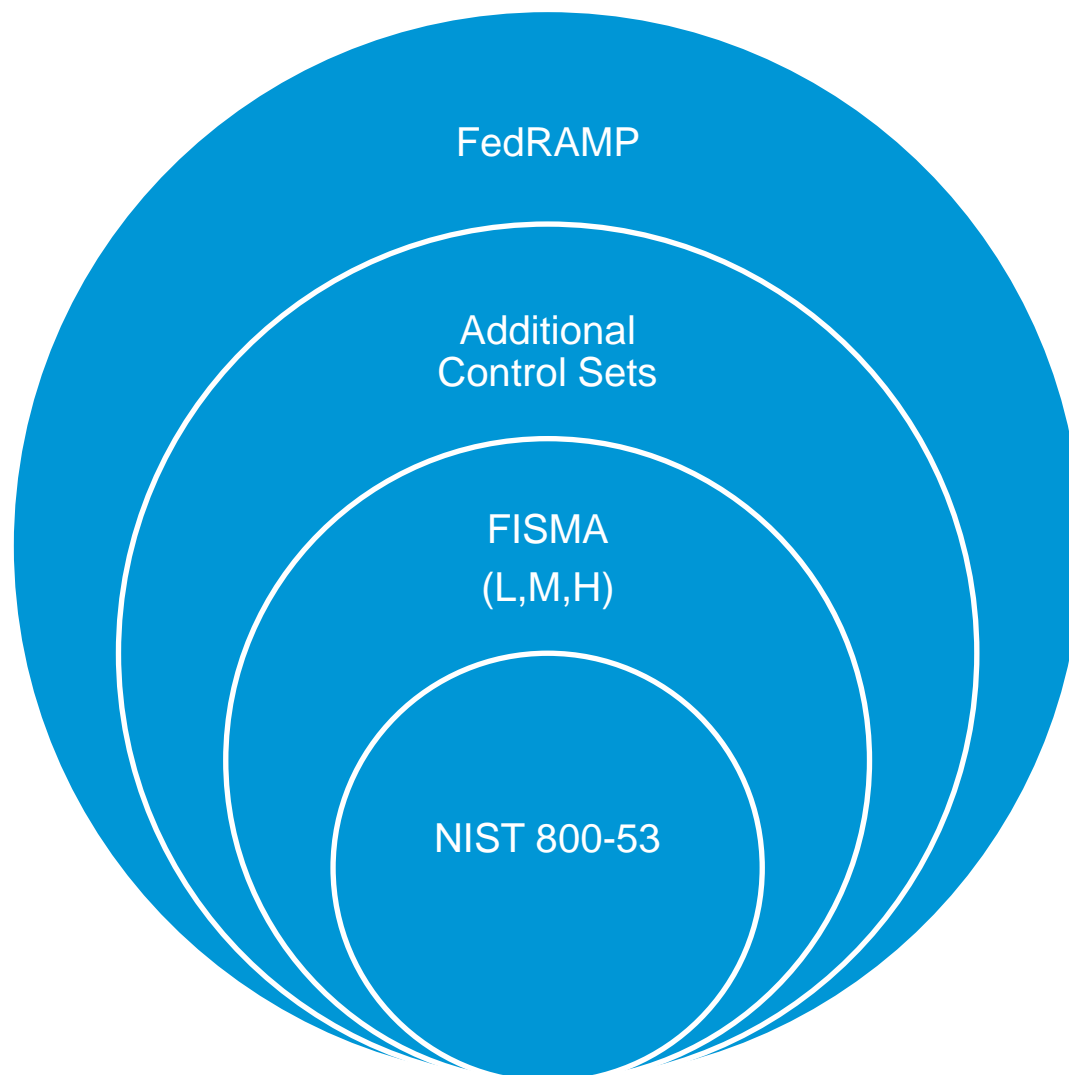 FedRAMP
Additional
Control Sets
FISMA
(L,M,H)
NIST 800-53